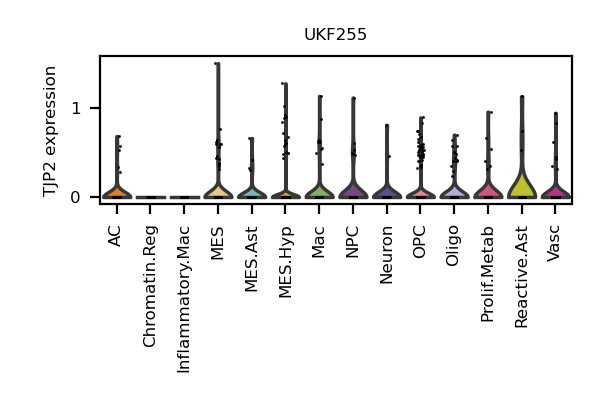 UKF255
TJP2 expression
1
0
AC
Chromatin.Reg
Inflammatory.Mac
MES
MES.Ast
MES.Hyp
Mac
NPC
Neuron
OPC
Oligo
Prolif.Metab
Reactive.Ast
Vasc